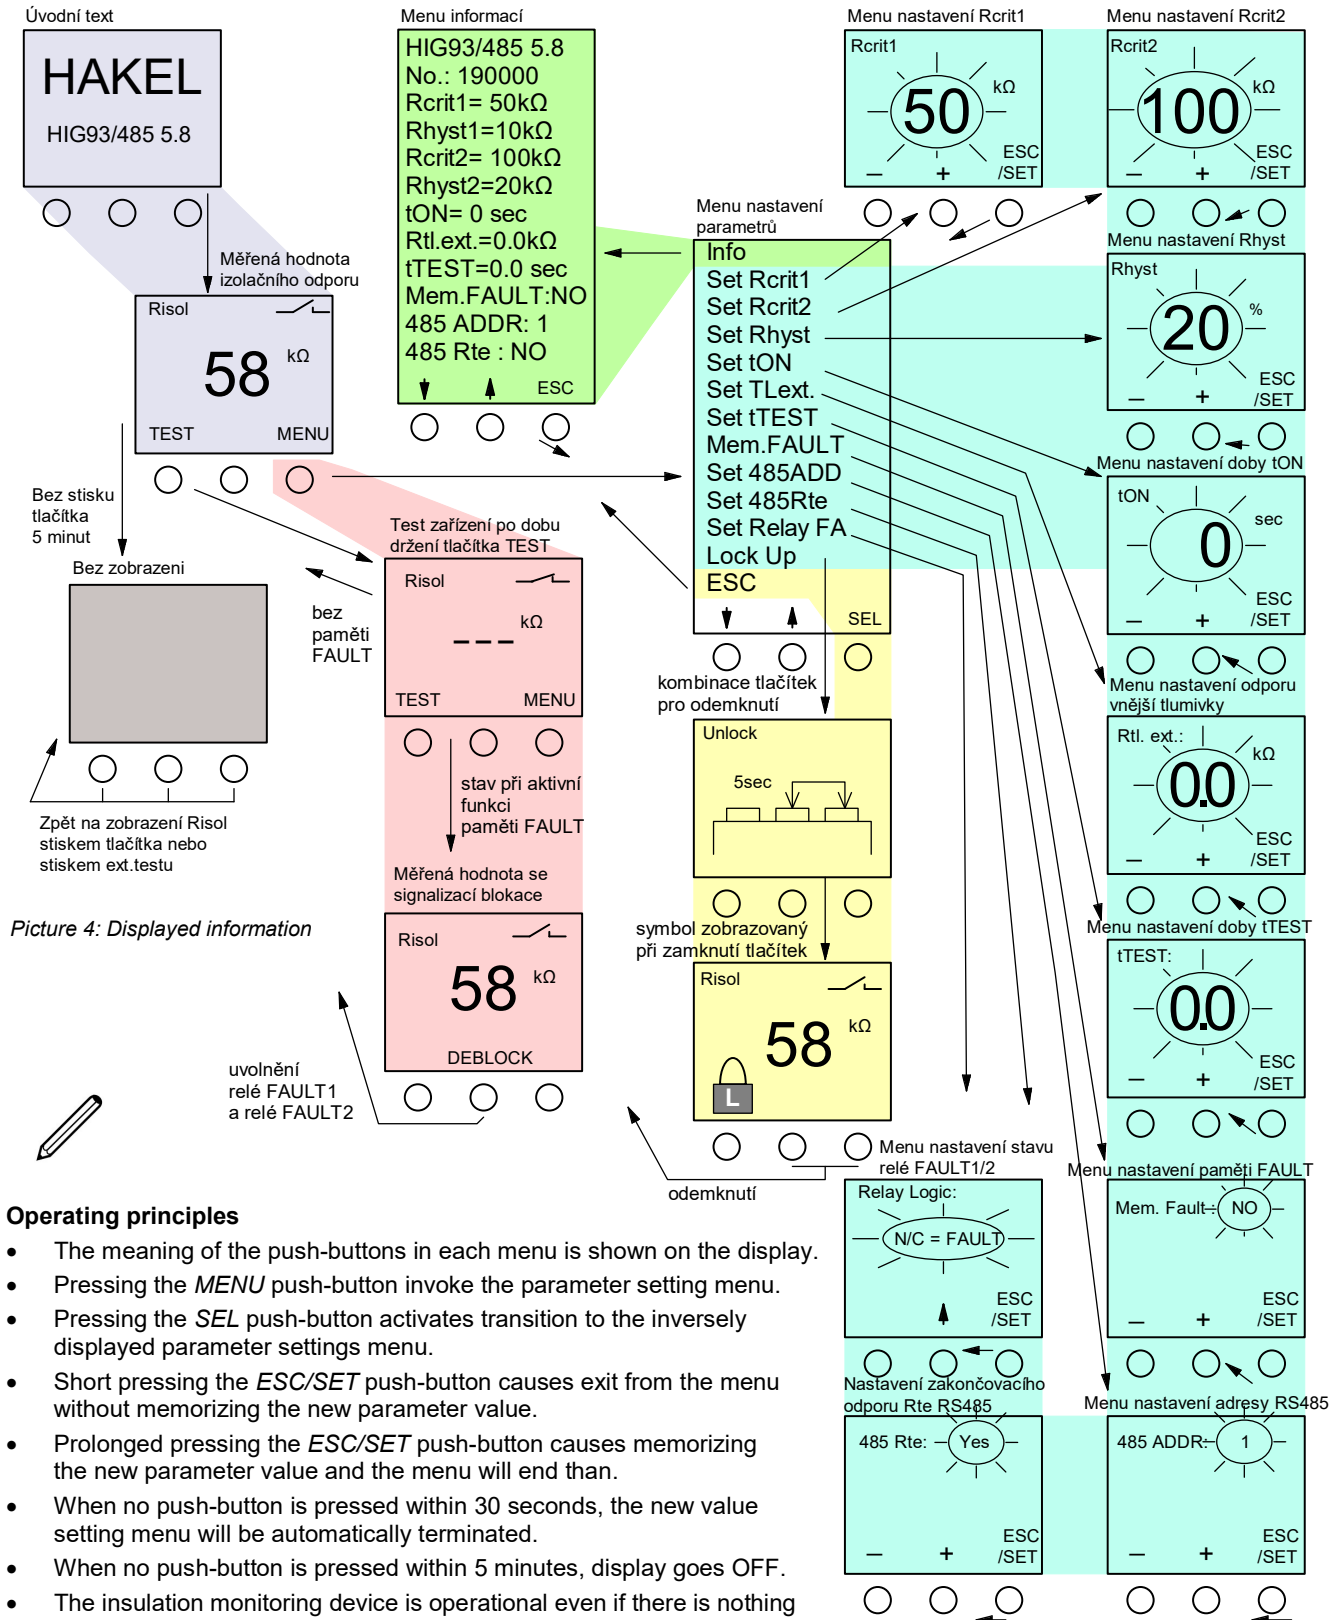 Úvodní text
HAKEL
HIG93/485 5.8
Měřená hodnota
izolačního odporu
Risol
58 kΩ
TEST MENU
Bez stisku
tlačítka
5 minut
Bez zobrazeni
Zpět na zobrazení Risol
stiskem tlačítka nebo
stiskem ext.testu
Picture 4: Displayed information
Menu informací
HIG93/485 5.8
No.: 190000
Rcrit1= 50kΩ
Rhyst1=10kΩ
Rcrit2= 100kΩ
Rhyst2=20kΩ
tON= 0 sec
Rtl.ext.=0.0kΩ
tTEST=0.0 sec
Mem.FAULT:NO
485 ADDR: 1
485 Rte : NO
ESC
Test zařízení po dobu
držení tlačítka TEST
Risol
kΩ
– – –
TEST MENU
bez
paměti
FAULT
stav při aktivní
funkci
paměti FAULT
Měřená hodnota se
signalizací blokace
Risol
58 kΩ
DEBLOCK
uvolnění
relé FAULT1
a relé FAULT2
Menu nastavení
parametrů
Info
Set Rcrit1
Set Rcrit2
Set Rhyst
Set tON
Set TLext.
Set tTEST
Mem.FAULT
Set 485ADD
Set 485Rte
Set Relay FA
Lock Up
ESC
SEL
kombinace tlačítek
pro odemknutí
Unlock
5sec
symbol zobrazovaný
při zamknutí tlačítek
Risol
58 kΩ
L
odemknutí
Menu nastavení Rcrit1
Rcrit1
50 kΩ
ESC
– + /SET
Menu nastavení Rcrit2
Rcrit2
100 kΩ
ESC
– + /SET
Menu nastavení Rhyst
Rhyst
20 %
ESC
– + /SET
Menu nastavení doby tON
tON
0 sec
ESC
– + /SET
Menu nastavení odporu
vnější tlumivky
Rtl. ext.:
0.0 kΩ
ESC
– + /SET
Menu nastavení doby tTEST
tTEST:
0.0
ESC
– + /SET
Menu nastavení paměti FAULT
Mem. Fault : NO
ESC
– + /SET
Menu nastavení adresy RS485
485 ADDR: 1
ESC
– + /SET
Menu nastavení stavu
relé FAULT1/2
Relay Logic:
N/C = FAULT
ESC
/SET
Nastavení zakončovacího
odporu Rte RS485
485 Rte: Yes
ESC
– + /SET
Operating principles
• The meaning of the push-buttons in each menu is shown on the display.
• Pressing the MENU push-button invoke the parameter setting menu.
• Pressing the SEL push-button activates transition to the inversely
displayed parameter settings menu.
• Short pressing the ESC/SET push-button causes exit from the menu
without memorizing the new parameter value.
• Prolonged pressing the ESC/SET push-button causes memorizing
the new parameter value and the menu will end than.
• When no push-button is pressed within 30 seconds, the new value
setting menu will be automatically terminated.
• When no push-button is pressed within 5 minutes, display goes OFF.
• The insulation monitoring device is operational even if there is nothing